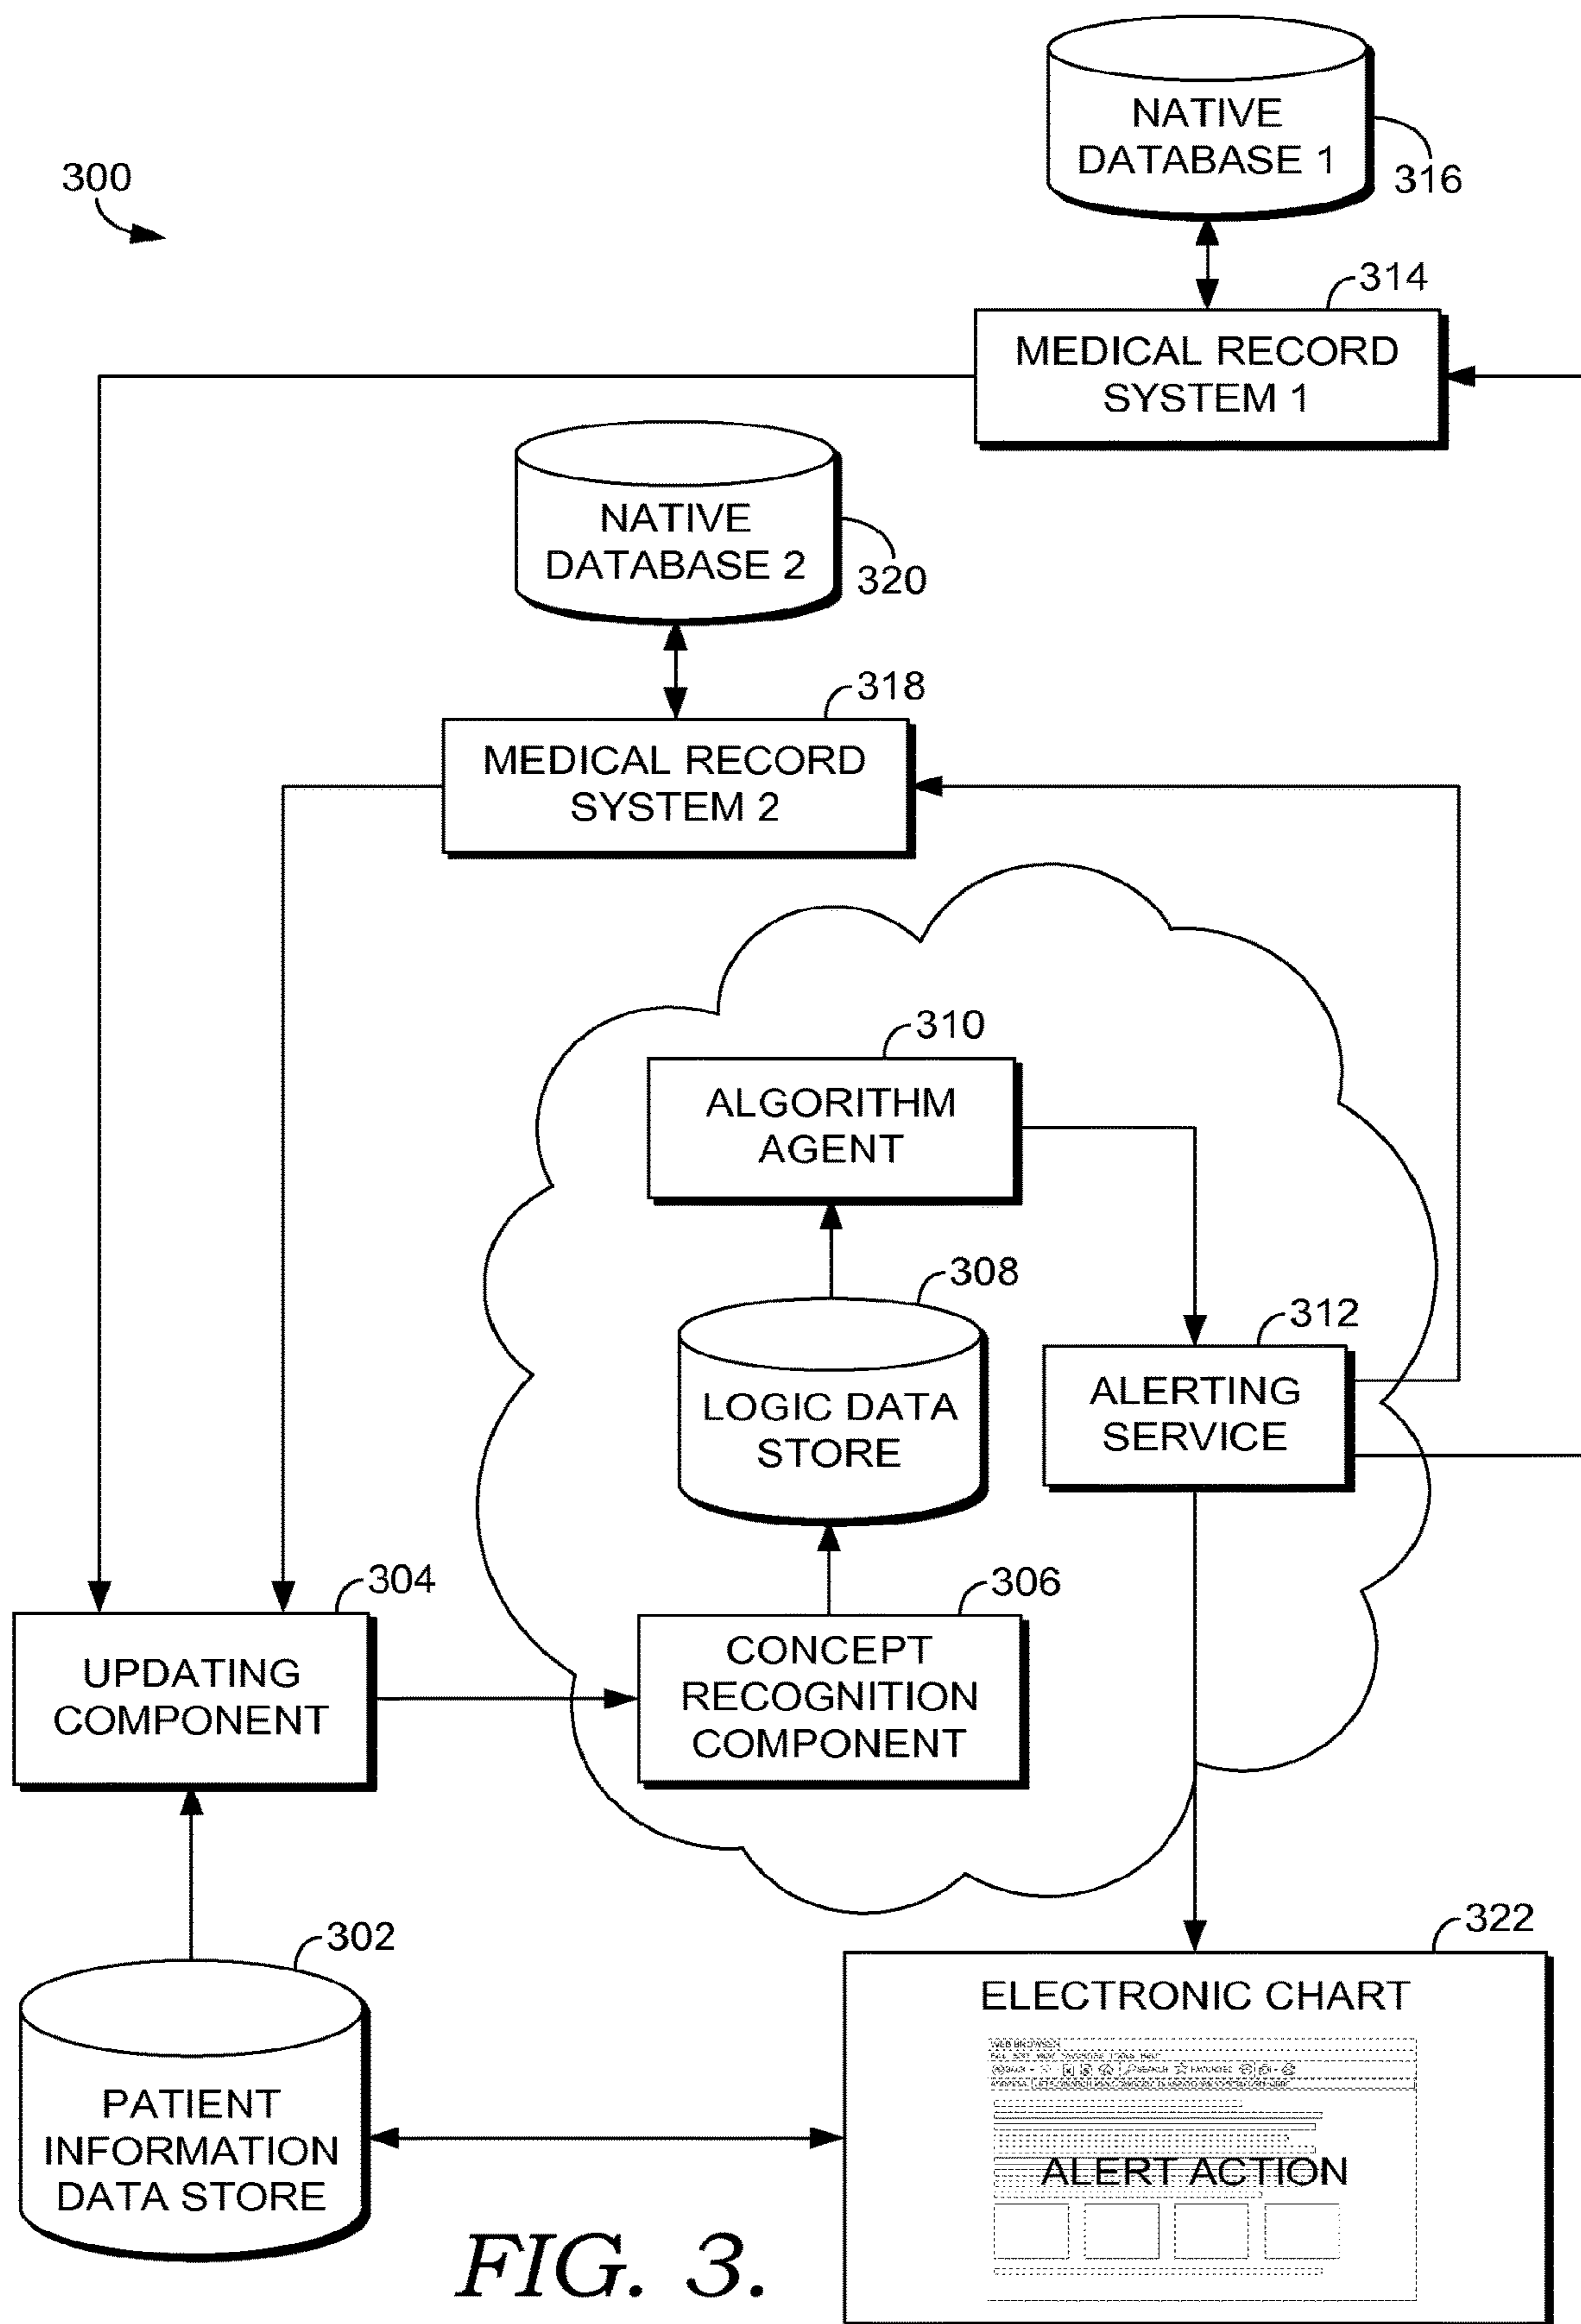 300
NATIVE
DATABASE 1
316
314
MEDICAL RECORD
SYSTEM 1
NATIVE
DATABASE 2
320
318
MEDICAL RECORD
SYSTEM 2
310
ALGORITHM
AGENT
308
LOGIC DATA
STORE
312
ALERTING
SERVICE
304
UPDATING
COMPONENT
306
CONCEPT
RECOGNITION
COMPONENT
302
PATIENT
INFORMATION
DATA STORE
322
ELECTRONIC CHART
WEB BROWSER
ALERT ACTION
FIG. 3.